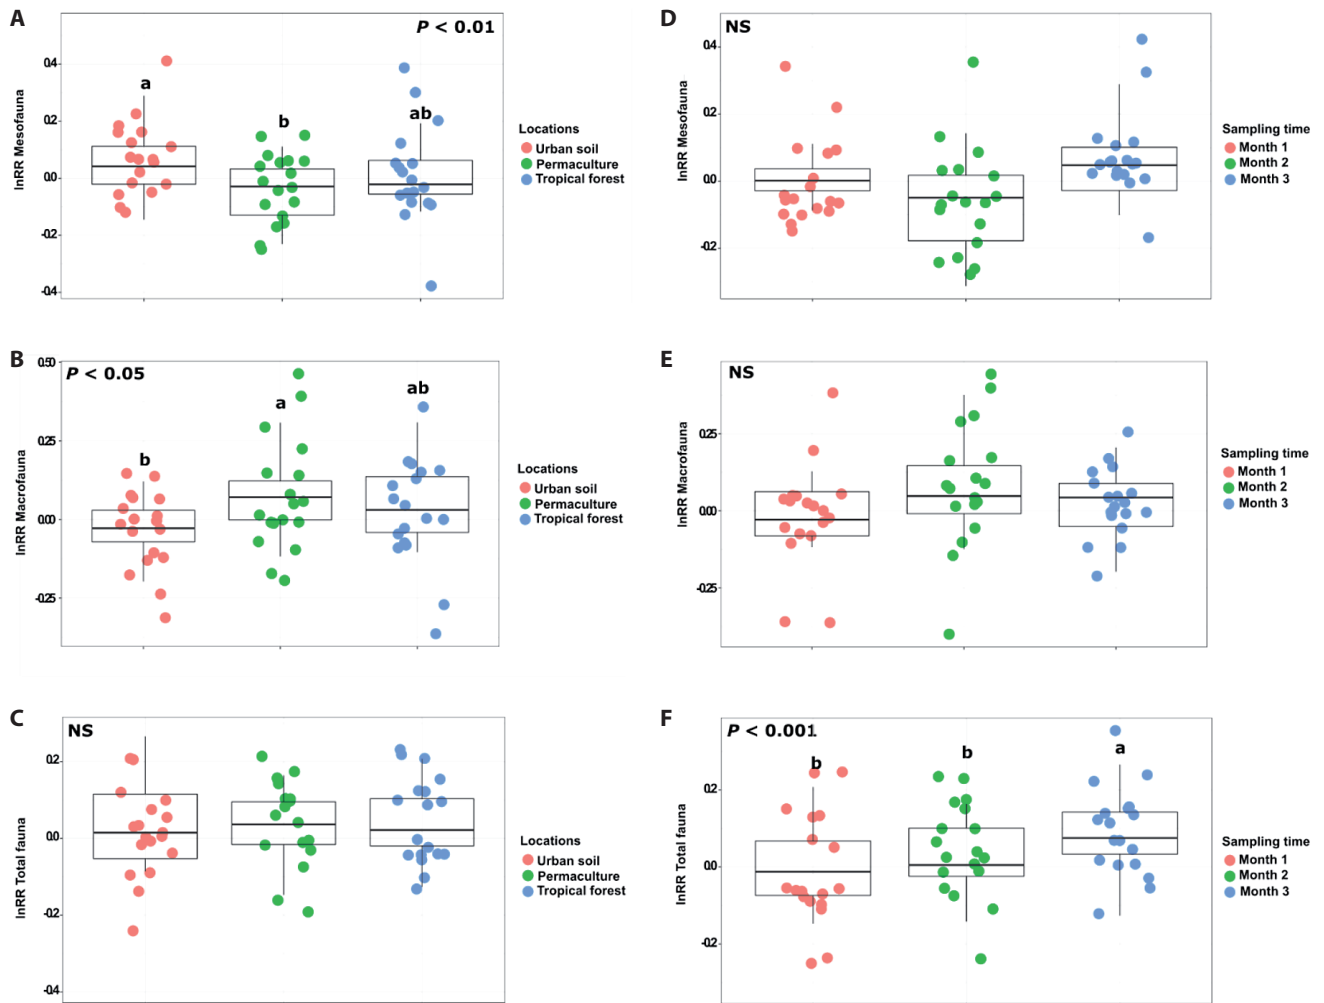 A
P < 0.01
lnRR Mesofauna
0.4
0.2
0.0
-0.2
-0.4
a
b
ab
Locations
Urban soil
Permaculture
Tropical forest
D
NS
lnRR Mesofauna
0.4
0.2
0.0
-0.2
Sampling time
Month 1
Month 2
Month 3
B
P < 0.05
lnRR Macrofauna
0.50
0.25
0.00
-0.25
b
a
ab
Locations
Urban soil
Permaculture
Tropical forest
E
NS
lnRR Macrofauna
0.25
0.00
-0.25
Sampling time
Month 1
Month 2
Month 3
C
NS
lnRR Total fauna
0.2
0.0
-0.2
-0.4
Locations
Urban soil
Permaculture
Tropical forest
F
P < 0.001
lnRR Total fauna
0.2
0.0
-0.2
b
b
a
Sampling time
Month 1
Month 2
Month 3